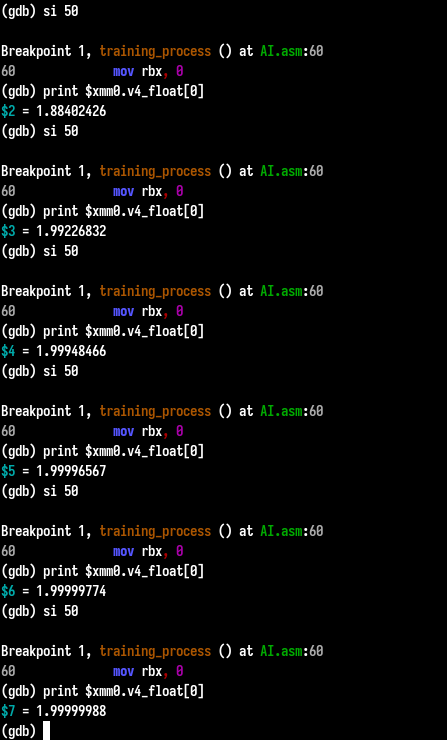 (gdb) si 50

Breakpoint 1, training_process () at AI.asm:60
60              mov rbx, 0
(gdb) print $xmm0.v4_float[0]
$2 = 1.88402426
(gdb) si 50

Breakpoint 1, training_process () at AI.asm:60
60              mov rbx, 0
(gdb) print $xmm0.v4_float[0]
$3 = 1.99226832
(gdb) si 50

Breakpoint 1, training_process () at AI.asm:60
60              mov rbx, 0
(gdb) print $xmm0.v4_float[0]
$4 = 1.99948466
(gdb) si 50

Breakpoint 1, training_process () at AI.asm:60
60              mov rbx, 0
(gdb) print $xmm0.v4_float[0]
$5 = 1.99996567
(gdb) si 50

Breakpoint 1, training_process () at AI.asm:60
60              mov rbx, 0
(gdb) print $xmm0.v4_float[0]
$6 = 1.99999774
(gdb) si 50

Breakpoint 1, training_process () at AI.asm:60
60              mov rbx, 0
(gdb) print $xmm0.v4_float[0]
$7 = 1.99999988
(gdb)